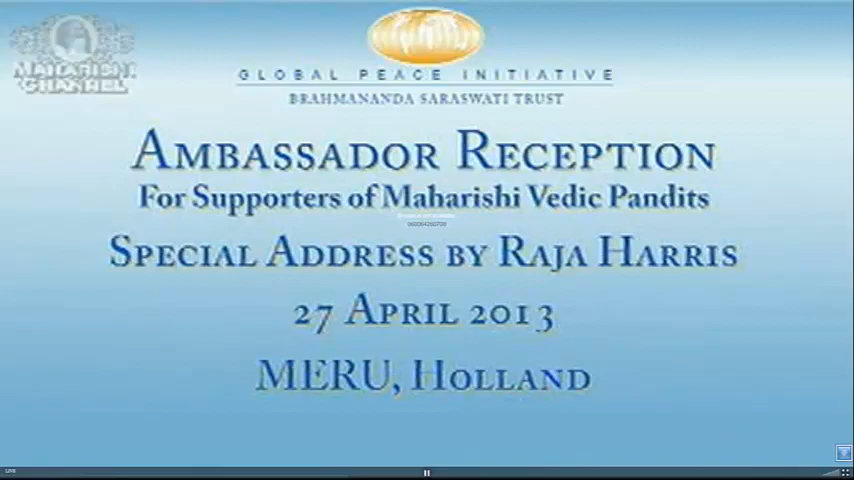 MAHARISHI
CHANNEL
GLOBAL PEACE INITIATIVE
BRAHMANANDA SARASWATI TRUST
AMBASSADOR RECEPTION
For Supporters of Maharishi Vedic Pandits
SPECIAL ADDRESS BY RAJA HARRIS
27 APRIL 2013
MERU, HOLLAND
LIVE